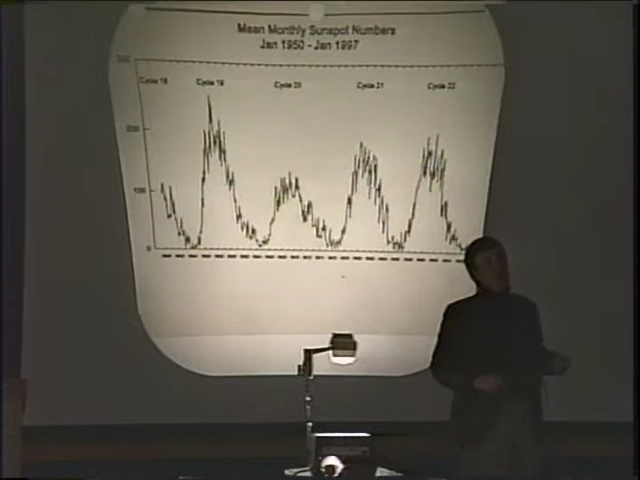 Mean Monthly Sunspot Numbers
Jan 1950 - Jan 1997
300
Cycle 18 Cycle 19 Cycle 20 Cycle 21 Cycle 22
200
100
0